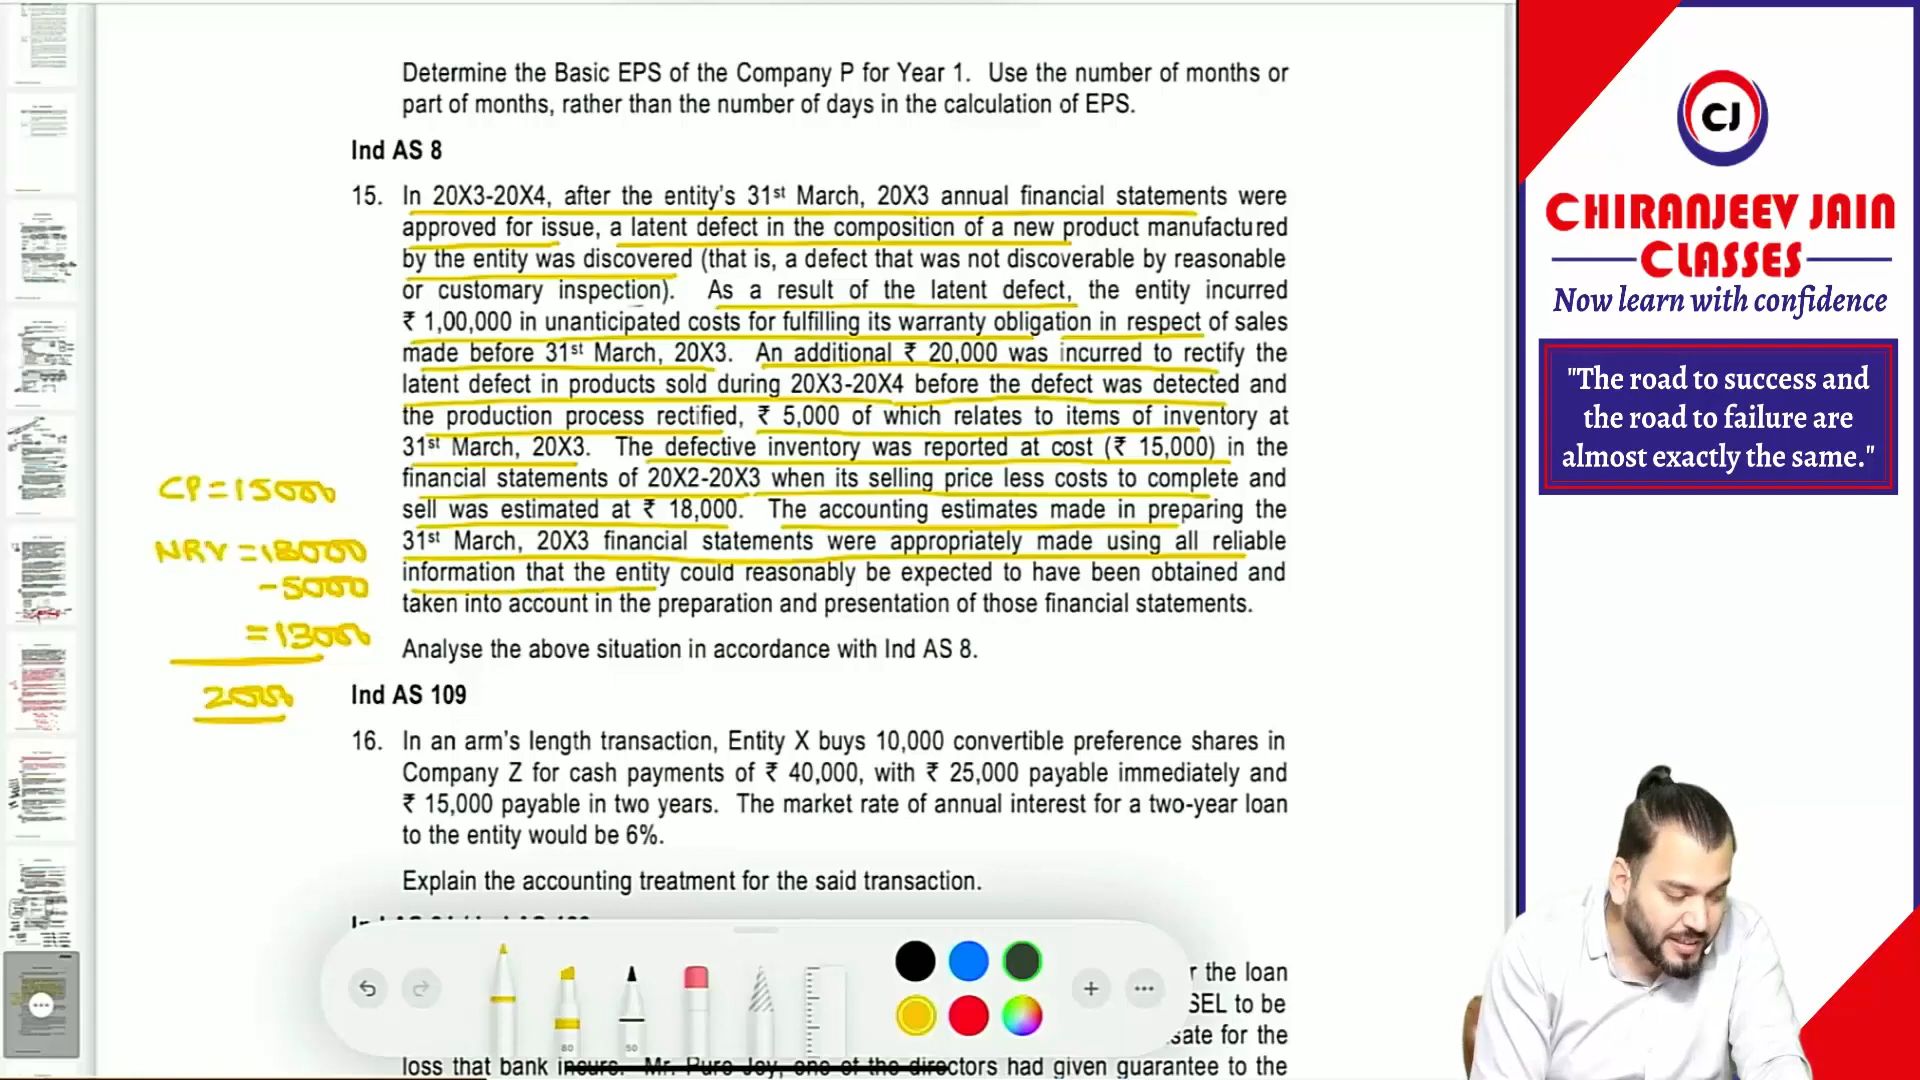 Determine the Basic EPS of the Company P for Year 1. Use the number of months or
part of months, rather than the number of days in the calculation of EPS.
Ind AS 8
15. In 20X3-20X4, after the entity's 31st March, 20X3 annual financial statements were
approved for issue, a latent defect in the composition of a new product manufactured
by the entity was discovered (that is, a defect that was not discoverable by reasonable
or customary inspection). As a result of the latent defect, the entity incurred
₹ 1,00,000 in unanticipated costs for fulfilling its warranty obligation in respect of sales
made before 31st March, 20X3. An additional ₹ 20,000 was incurred to rectify the
latent defect in products sold during 20X3-20X4 before the defect was detected and
the production process rectified, ₹ 5,000 of which relates to items of inventory at
31st March, 20X3. The defective inventory was reported at cost (₹ 15,000) in the
financial statements of 20X2-20X3 when its selling price less costs to complete and
sell was estimated at ₹ 18,000. The accounting estimates made in preparing the
31st March, 20X3 financial statements were appropriately made using all reliable
information that the entity could reasonably be expected to have been obtained and
taken into account in the preparation and presentation of those financial statements.
Analyse the above situation in accordance with Ind AS 8.
CP=15000
NRV=18000
-5000
=13000
2000
Ind AS 109
16. In an arm's length transaction, Entity X buys 10,000 convertible preference shares in
Company Z for cash payments of ₹ 40,000, with ₹ 25,000 payable immediately and
₹ 15,000 payable in two years. The market rate of annual interest for a two-year loan
to the entity would be 6%.
Explain the accounting treatment for the said transaction.
r the loan
SEL to be
sate for the
loss that bank incurs. Mr. Pure Joy, one of the directors had given guarantee to the
80
50
CJ
CHIRANJEEV JAIN
CLASSES
Now learn with confidence
"The road to success and
the road to failure are
almost exactly the same."